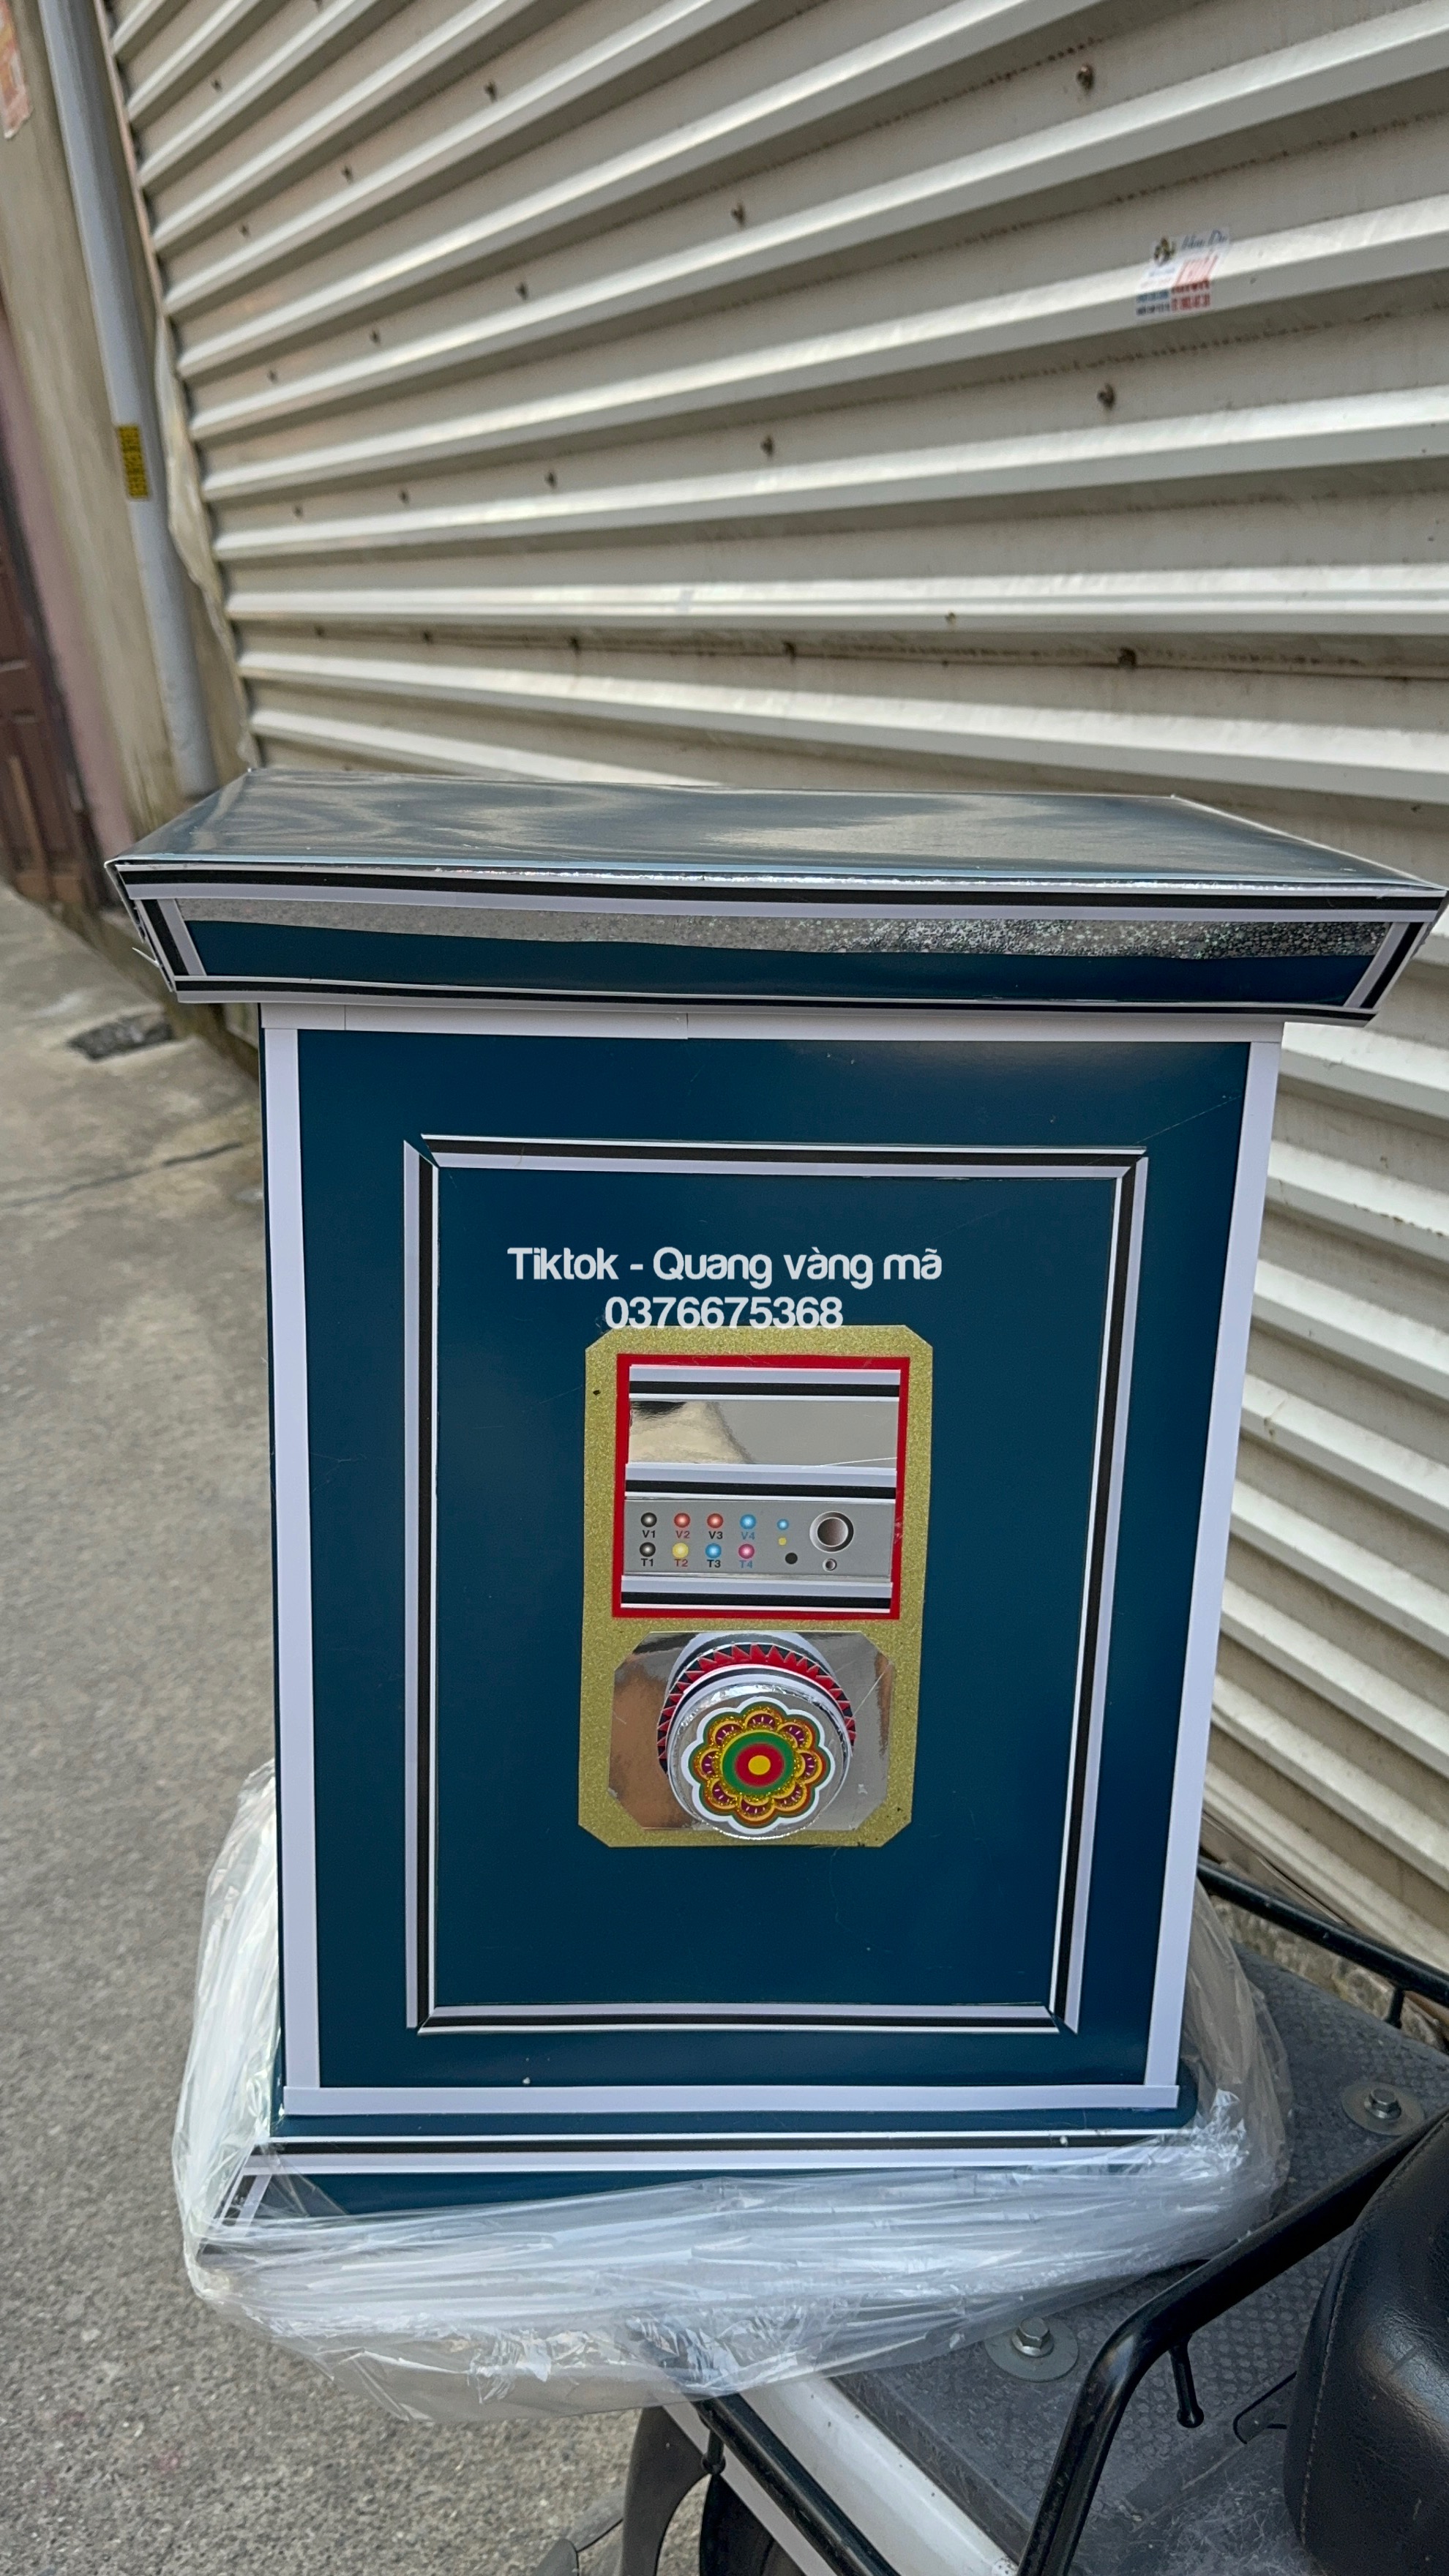 Tiktok - Quang vàng mã
0376675368
V1 V2 V3 V4
T1 T2 T3 T4